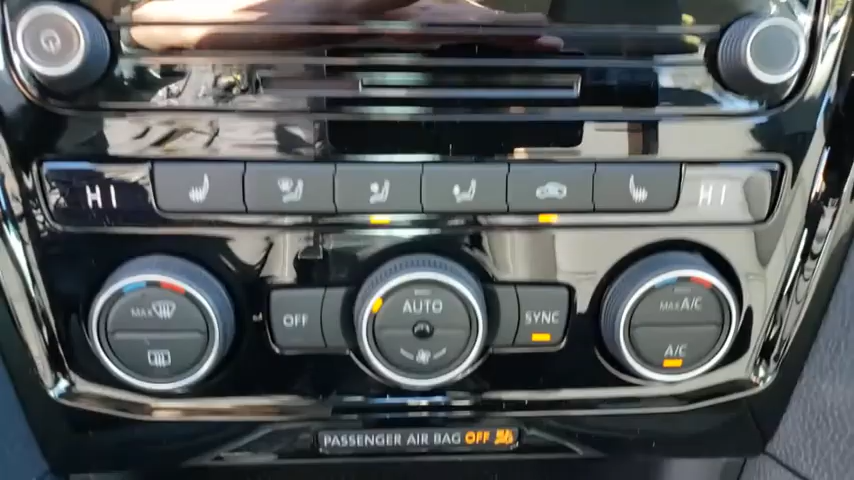 HI HI
MAX
OFF AUTO SYNC
MAX A/C
A/C
PASSENGER AIR BAG OFF